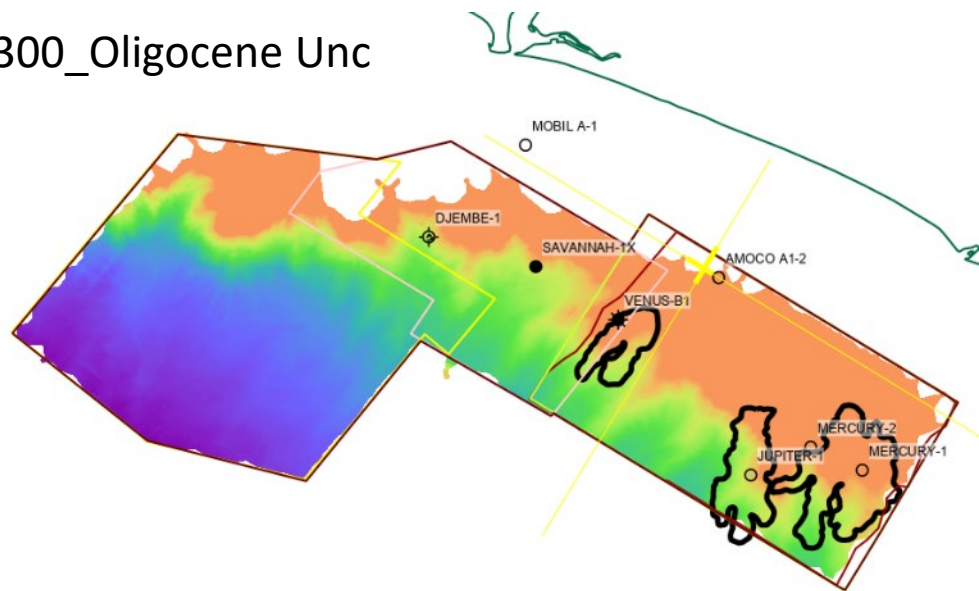 300_Oligocene Unc
MOBIL A-1
DJEMBE-1
SAVANNAH-1X
AMOCO A1-2
VENUS-B1
MERCURY-2
JUPITER-1
MERCURY-1